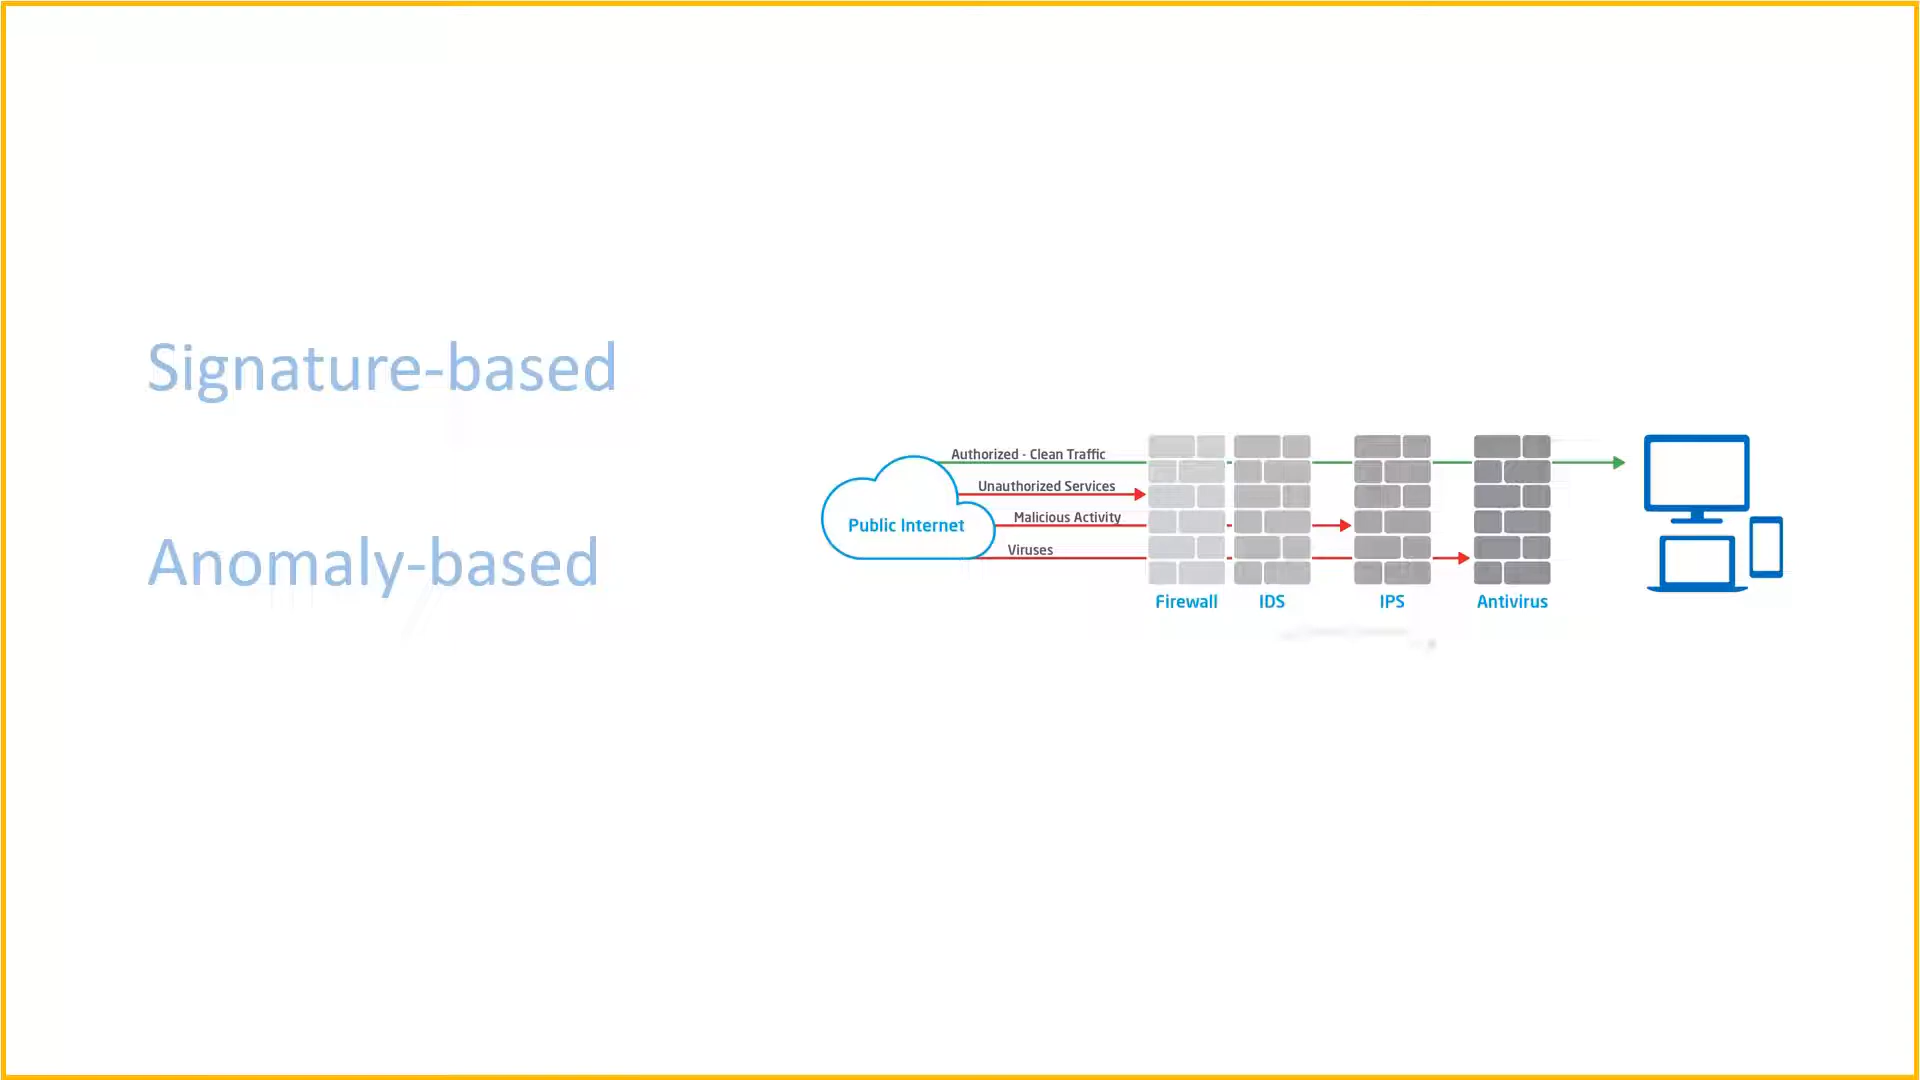 Signature-based
Anomaly-based
Authorized - Clean Traffic
Unauthorized Services
Malicious Activity
Viruses
Public Internet
Firewall
IDS
IPS
Antivirus